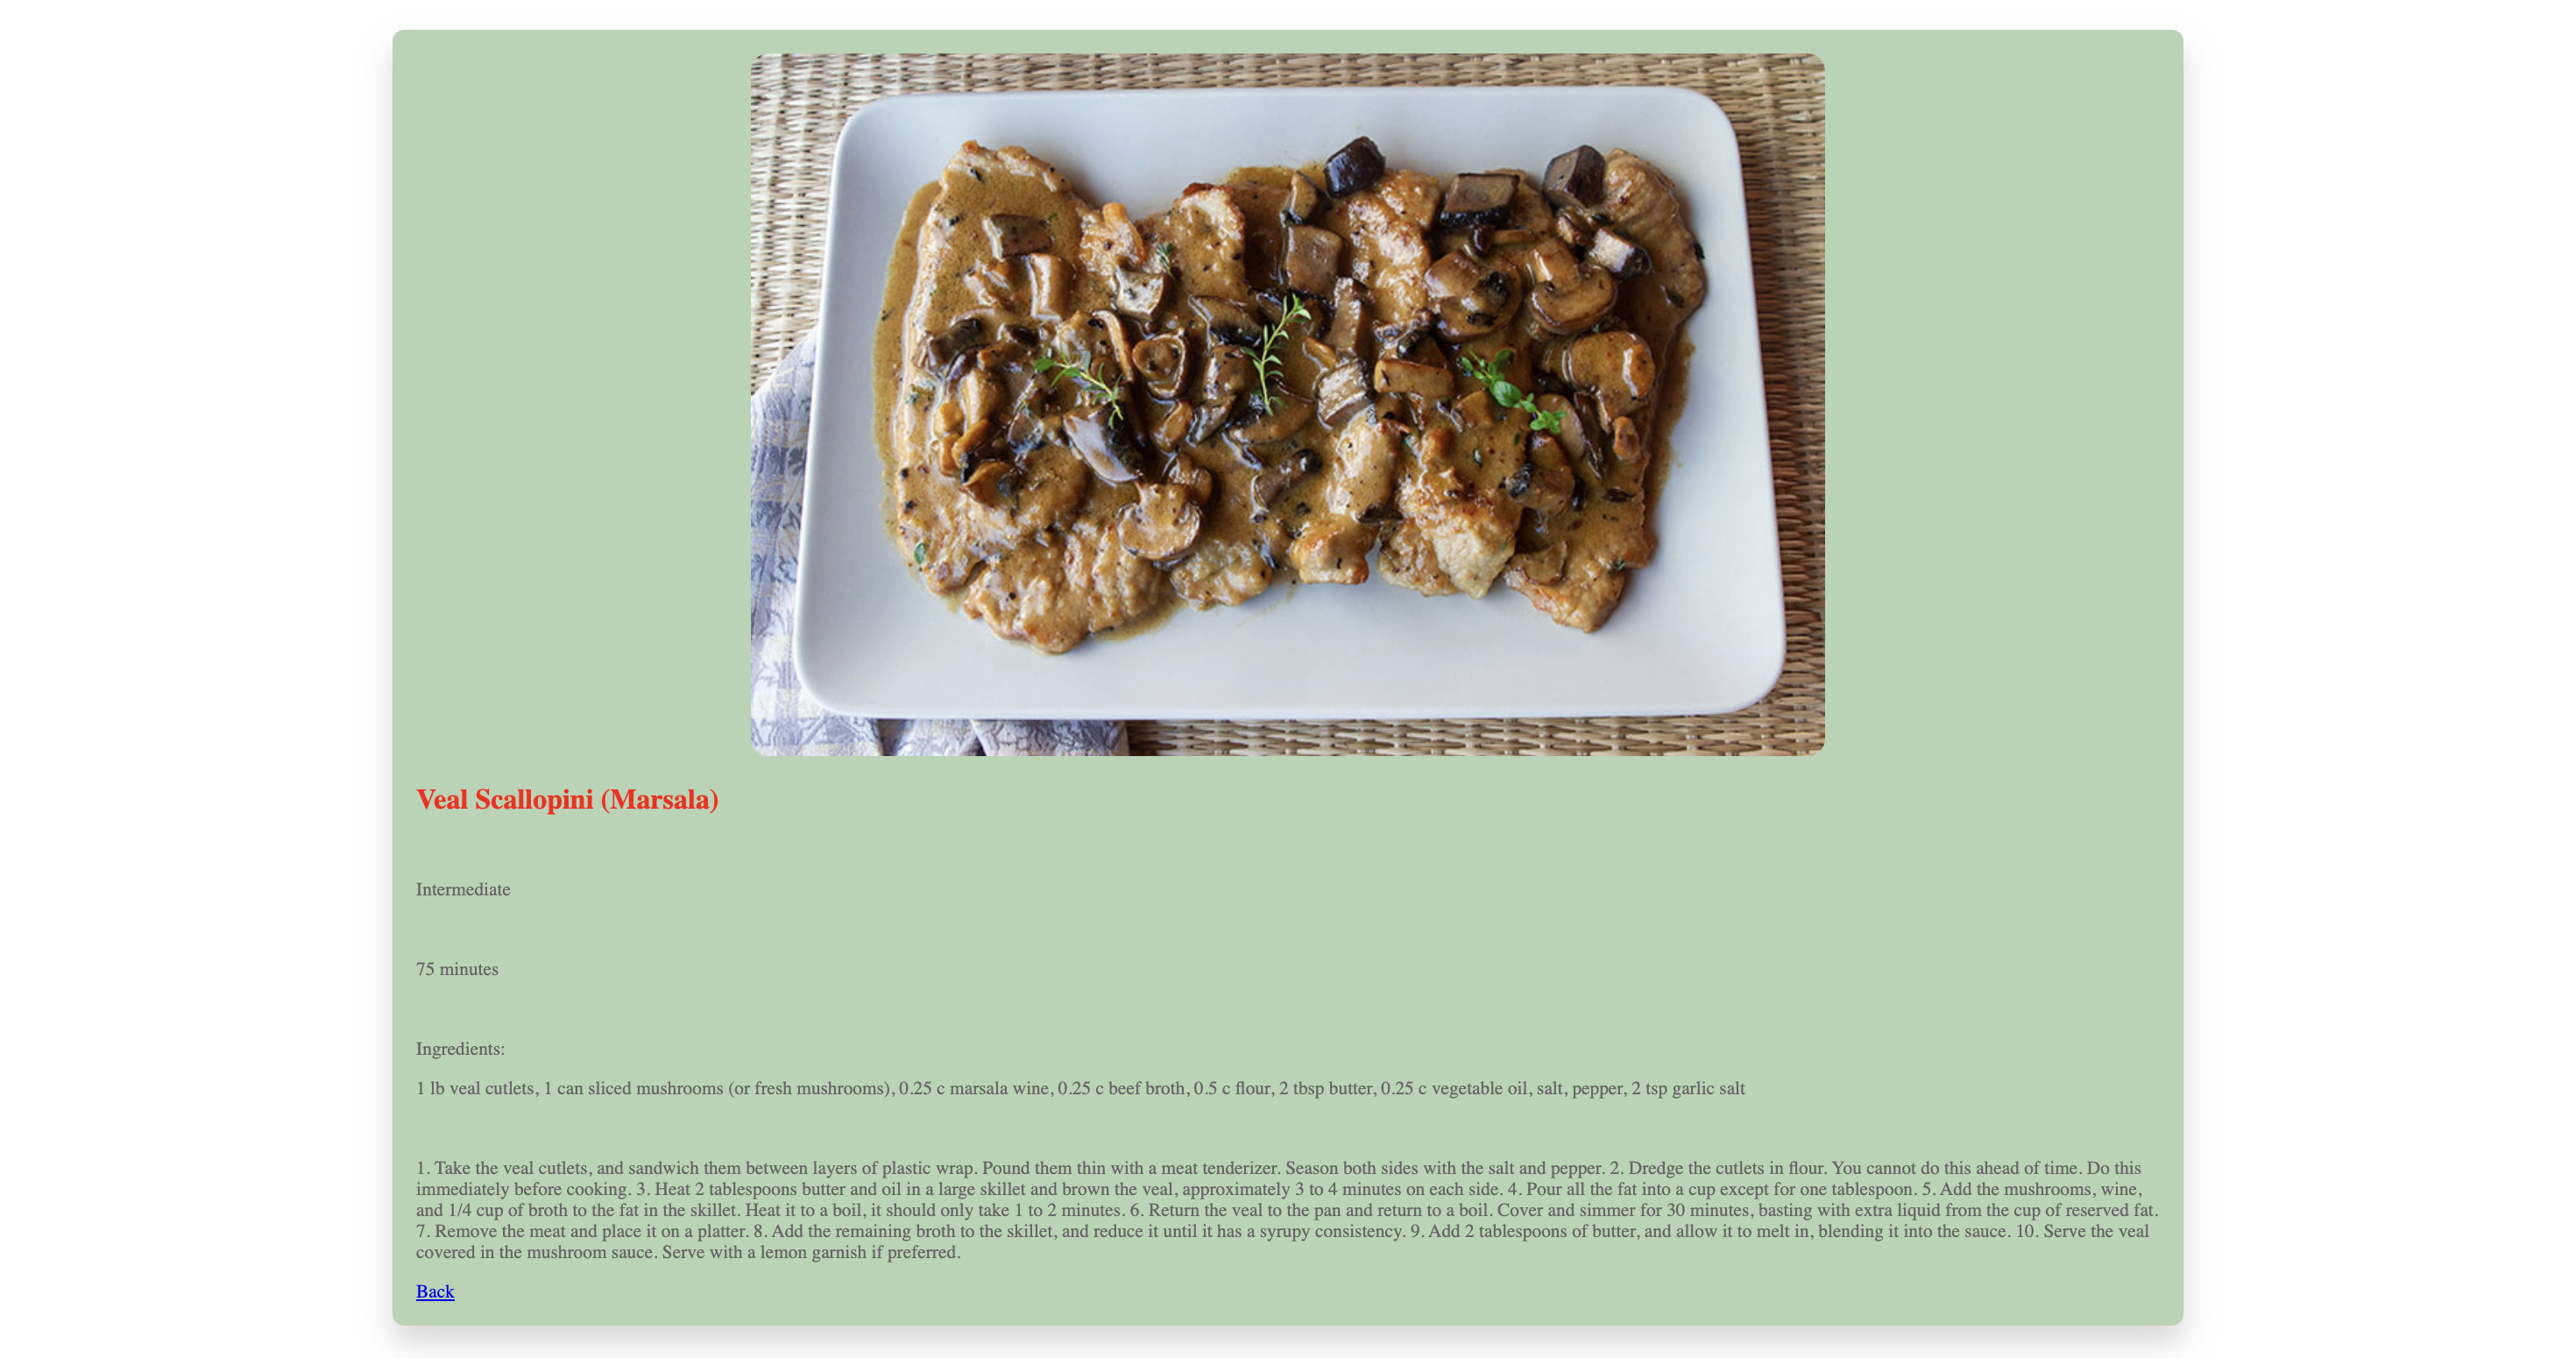 Veal Scallopini (Marsala)
Intermediate
75 minutes
Ingredients:
1 lb veal cutlets, 1 can sliced mushrooms (or fresh mushrooms), 0.25 c marsala wine, 0.25 c beef broth, 0.5 c flour, 2 tbsp butter, 0.25 c vegetable oil, salt, pepper, 2 tsp garlic salt
1. Take the veal cutlets, and sandwich them between layers of plastic wrap. Pound them thin with a meat tenderizer. Season both sides with the salt and pepper. 2. Dredge the cutlets in flour. You cannot do this ahead of time. Do this
immediately before cooking. 3. Heat 2 tablespoons butter and oil in a large skillet and brown the veal, approximately 3 to 4 minutes on each side. 4. Pour all the fat into a cup except for one tablespoon. 5. Add the mushrooms, wine,
and 1/4 cup of broth to the fat in the skillet. Heat it to a boil, it should only take 1 to 2 minutes. 6. Return the veal to the pan and return to a boil. Cover and simmer for 30 minutes, basting with extra liquid from the cup of reserved fat.
7. Remove the meat and place it on a platter. 8. Add the remaining broth to the skillet, and reduce it until it has a syrupy consistency. 9. Add 2 tablespoons of butter, and allow it to melt in, blending it into the sauce. 10. Serve the veal
covered in the mushroom sauce. Serve with a lemon garnish if preferred.
Back